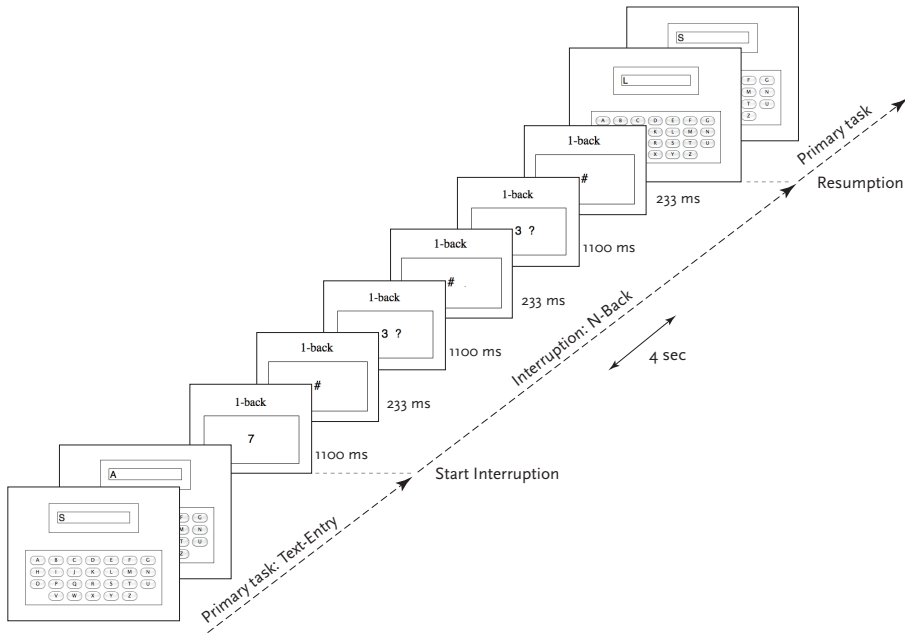 S
F G
M N
T U
Z
L
A B C D E F G
K L M N
R S T U
X Y Z
Primary task
Resumption
1-back
#
233 ms
1-back
3 ?
1100 ms
1-back
#
233 ms
Interruption: N-Back
4 sec
1-back
3 ?
1100 ms
1-back
#
233 ms
1-back
7
1100 ms
Start Interruption
A
F G
M N
T U
Z
S
A B C D E F G
H I J K L M N
O P Q R S T U
V W X Y Z
Primary task: Text-Entry